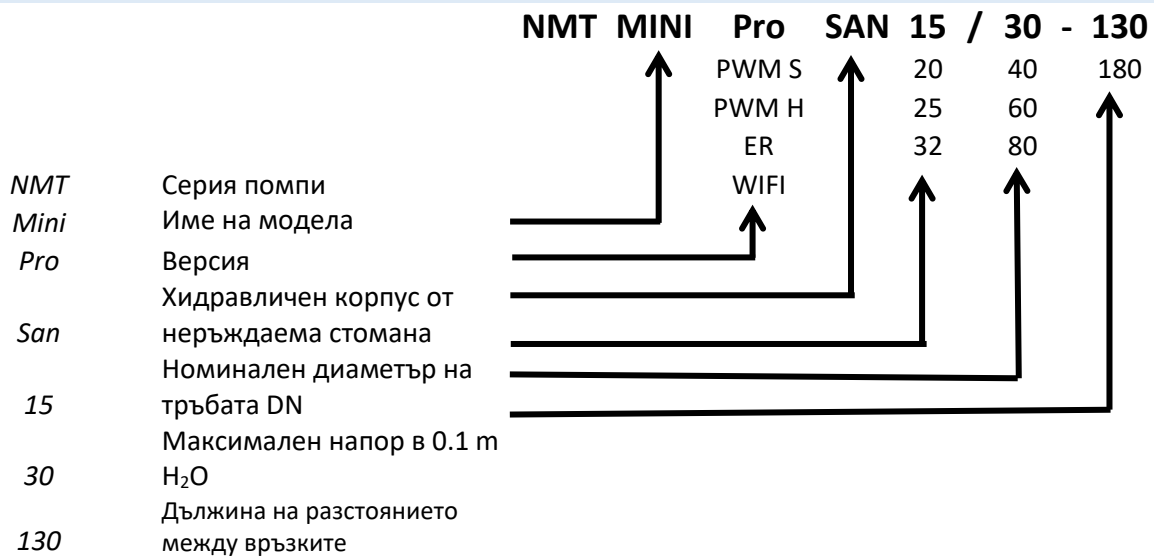 NMT MINI Pro SAN 15 / 30 - 130
PWM S 20 40 180
PWM H 25 60
ER 32 80
NMT Серия помпи WIFI
Mini Име на модела
Pro Версия
Хидравличен корпус от
San неръждаема стомана
Номинален диаметър на
15 тръбата DN
Максимален напор в 0.1 m
30 H₂O
Дължина на разстоянието
130 между връзките